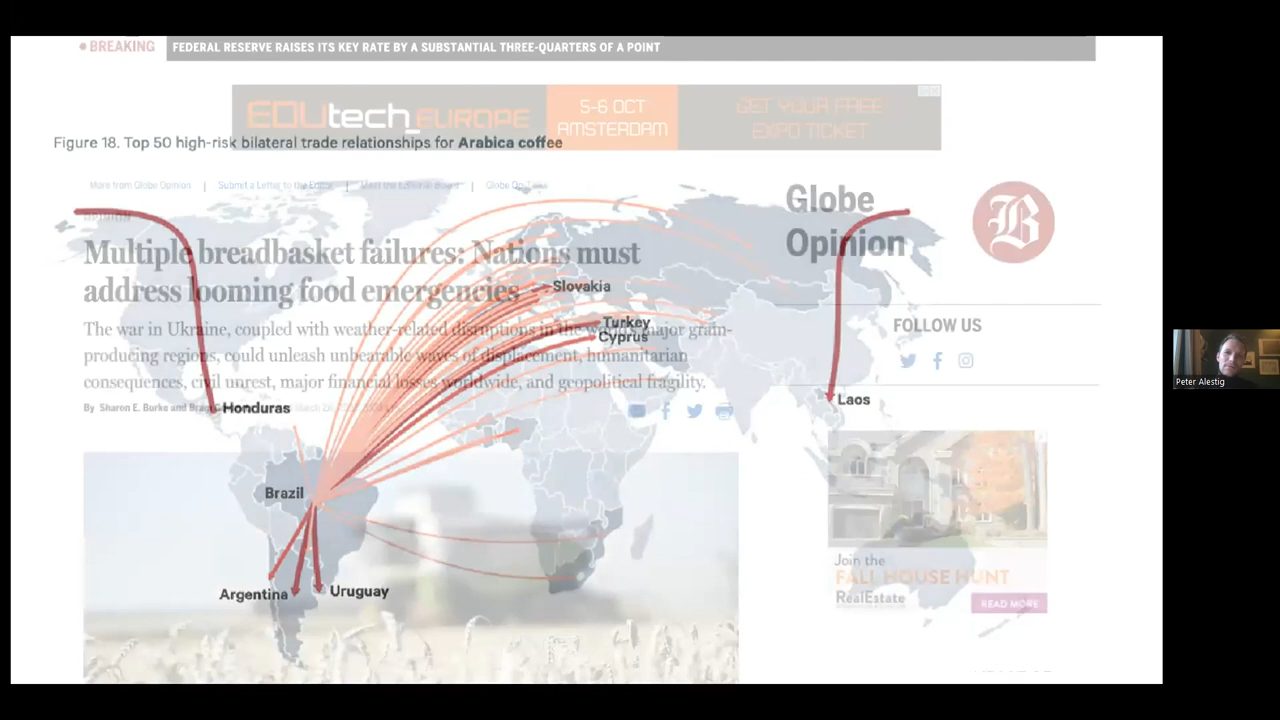 BREAKING
FEDERAL RESERVE RAISES ITS KEY RATE BY A SUBSTANTIAL THREE-QUARTERS OF A POINT
EDUtech_EUROPE
5-6 OCT
AMSTERDAM
GET YOUR FREE
EXPO TICKET
Figure 18. Top 50 high-risk bilateral trade relationships for Arabica coffee
More from Globe Opinion | Submit a Letter to the Editor | Meet the Editorial Board | Globe Op-Talks
OPINION
Globe
Opinion
B
Multiple breadbasket failures: Nations must
address looming food emergencies
The war in Ukraine, coupled with weather-related disruptions in the world's major grain-
producing regions, could unleash unbearable waves of displacement, humanitarian
consequences, civil unrest, major financial losses worldwide, and geopolitical fragility.
By Sharon E. Burke and
FOLLOW US
Slovakia
Turkey
Cyprus
Honduras
Laos
Brazil
Argentina
Uruguay
Join the
FALL HOUSE HUNT
RealEstate
READ MORE
Peter Alestig